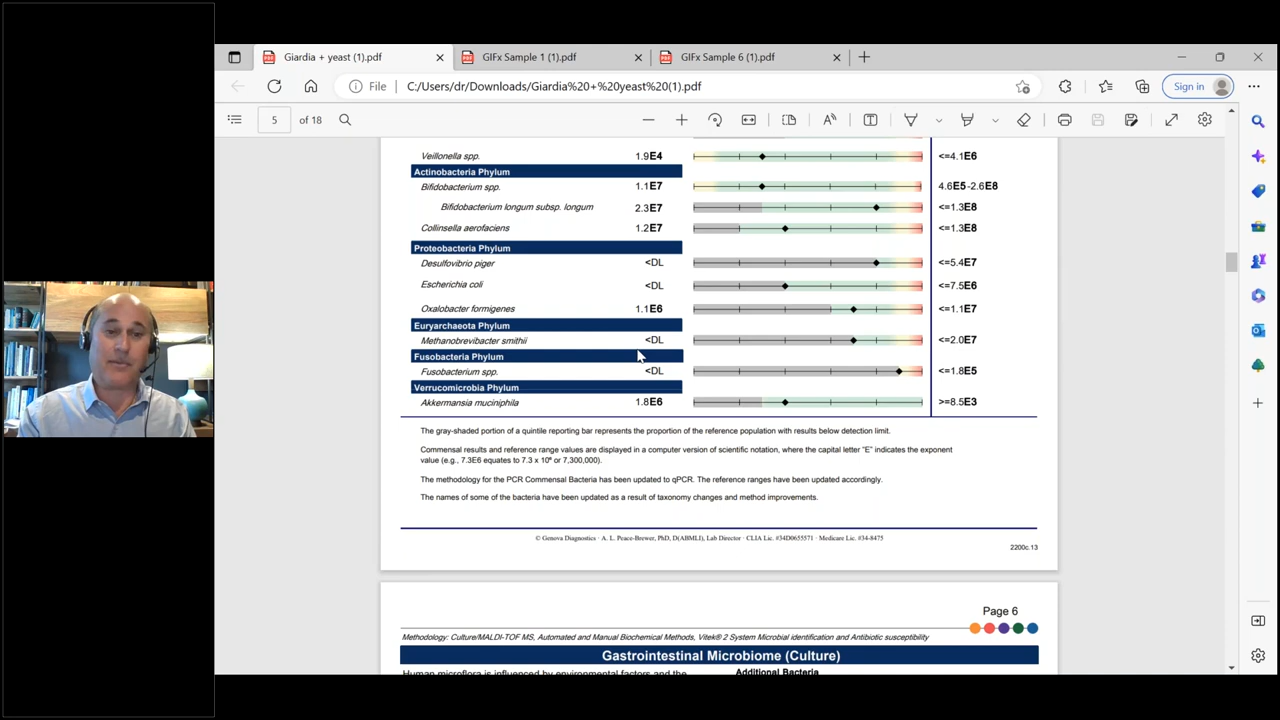 Giardia + yeast (1).pdf
GIFx Sample 1 (1).pdf
GIFx Sample 6 (1).pdf
File
C:/Users/dr/Downloads/Giardia%20+%20yeast%20(1).pdf
Sign in
5 of 18
Veillonella spp. 1.9E4 <=4.1E6
Actinobacteria Phylum
Bifidobacterium spp. 1.1E7 4.6E5-2.6E8
Bifidobacterium longum subsp. longum 2.3E7 <=1.3E8
Collinsella aerofaciens 1.2E7 <=1.3E8
Proteobacteria Phylum
Desulfovibrio piger <DL <=5.4E7
Escherichia coli <DL <=7.5E6
Oxalobacter formigenes 1.1E6 <=1.1E7
Euryarchaeota Phylum
Methanobrevibacter smithii <DL <=2.0E7
Fusobacteria Phylum
Fusobacterium spp. <DL <=1.8E5
Verrucomicrobia Phylum
Akkermansia muciniphila 1.8E6 >=8.5E3
The gray-shaded portion of a quintile reporting bar represents the proportion of the reference population with results below detection limit.
Commensal results and reference range values are displayed in a computer version of scientific notation, where the capital letter "E" indicates the exponent
value (e.g., 7.3E6 equates to 7.3 x 10⁶ or 7,300,000).
The methodology for the PCR Commensal Bacteria has been updated to qPCR. The reference ranges have been updated accordingly.
The names of some of the bacteria have been updated as a result of taxonomy changes and method improvements.
© Genova Diagnostics · A. L. Peace-Brewer, PhD, D(ABMLI), Lab Director · CLIA Lic. #34D0655571 · Medicare Lic. #34-8475
2200c.13
Page 6
Methodology: Culture/MALDI-TOF MS, Automated and Manual Biochemical Methods, Vitek® 2 System Microbial identification and Antibiotic susceptibility
Gastrointestinal Microbiome (Culture)
Human microflora is influenced by environmental factors and the
Additional Bacteria